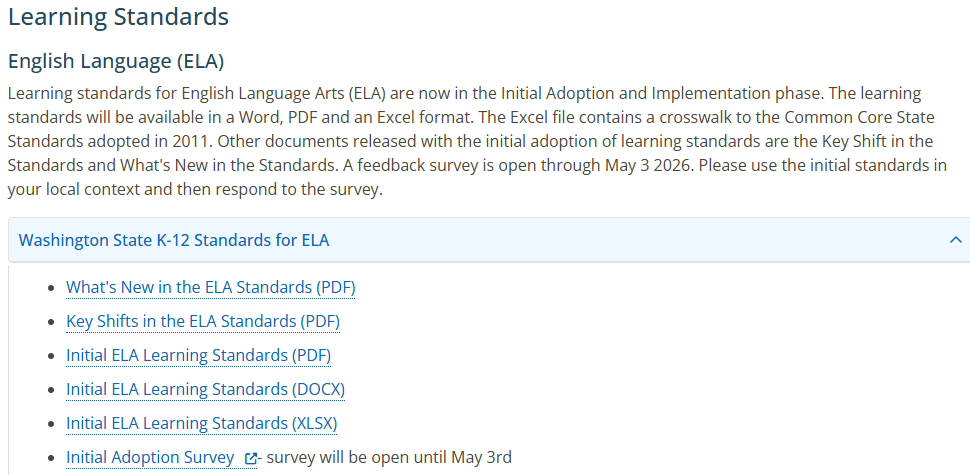 Learning Standards
English Language (ELA)
Learning standards for English Language Arts (ELA) are now in the Initial Adoption and Implementation phase. The learning
standards will be available in a Word, PDF and an Excel format. The Excel file contains a crosswalk to the Common Core State
Standards adopted in 2011. Other documents released with the initial adoption of learning standards are the Key Shift in the
Standards and What's New in the Standards. A feedback survey is open through May 3 2026. Please use the initial standards in
your local context and then respond to the survey.
Washington State K-12 Standards for ELA
• What's New in the ELA Standards (PDF)
• Key Shifts in the ELA Standards (PDF)
• Initial ELA Learning Standards (PDF)
• Initial ELA Learning Standards (DOCX)
• Initial ELA Learning Standards (XLSX)
• Initial Adoption Survey - survey will be open until May 3rd